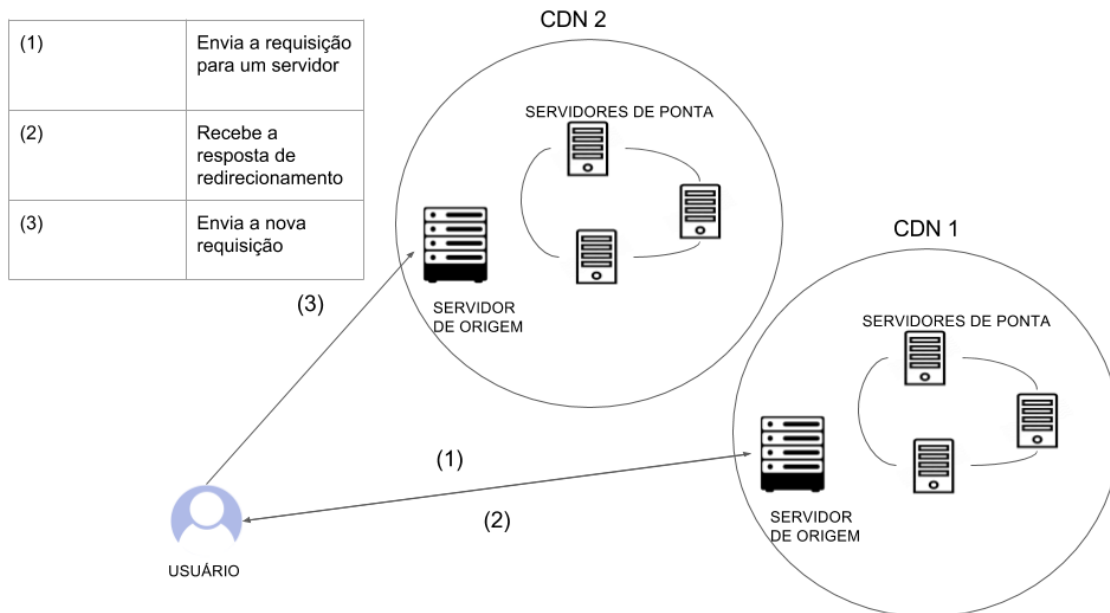 (1)
Envia a requisição
para um servidor
(2)
Recebe a
resposta de
redirecionamento
(3)
Envia a nova
requisição
CDN 2
SERVIDORES DE PONTA
SERVIDOR
DE ORIGEM
CDN 1
SERVIDORES DE PONTA
SERVIDOR
DE ORIGEM
(3)
(1)
(2)
USUÁRIO